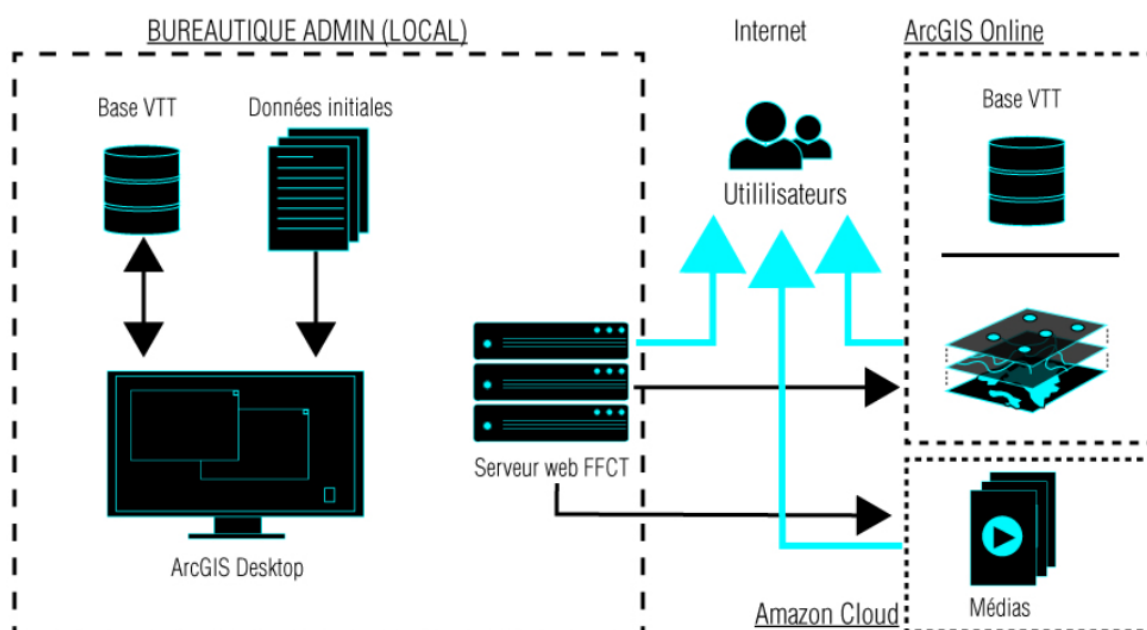 BUREAUTIQUE ADMIN (LOCAL)
Internet
ArcGIS Online
Base VTT
Données initiales
Base VTT
Utililisateurs
Serveur web FFCT
ArcGIS Desktop
Médias
Amazon Cloud